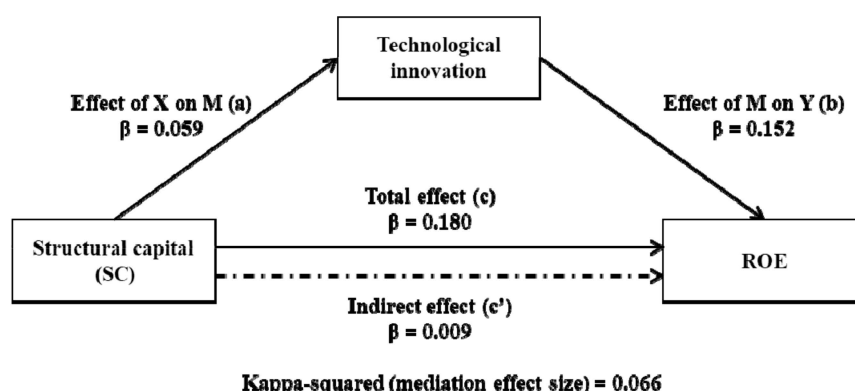 Technological
innovation
Effect of X on M (a)
β = 0.059
Effect of M on Y (b)
β = 0.152
Total effect (c)
β = 0.180
Structural capital
(SC)
ROE
Indirect effect (c’)
β = 0.009
Kappa-squared (mediation effect size) = 0.066